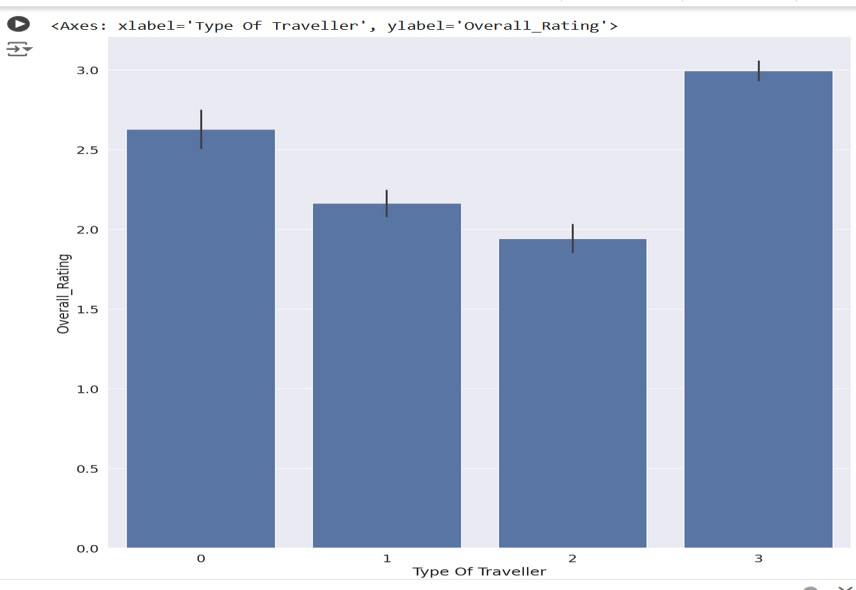 <Axes: xlabel='Type Of Traveller', ylabel='Overall_Rating'>
3.0
2.5
2.0
1.5
1.0
0.5
0.0
Overall_Rating
0 1 2 3
Type Of Traveller